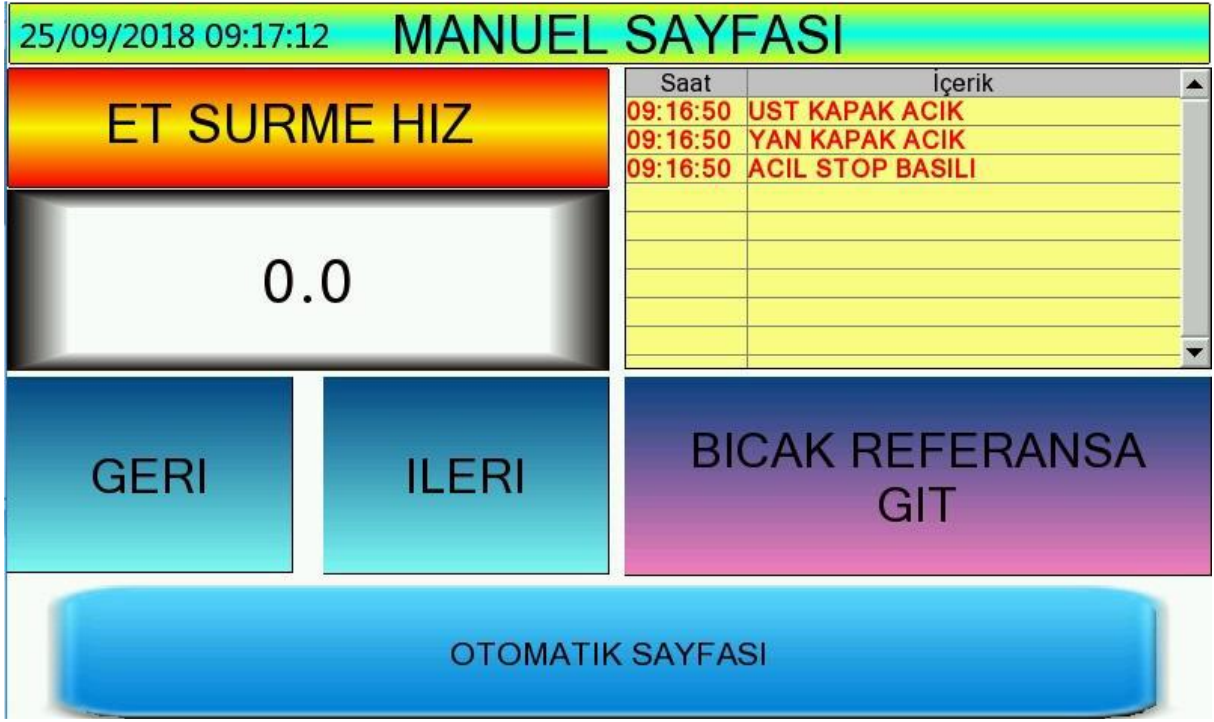 25/09/2018 09:17:12 MANUEL SAYFASI
ET SURME HIZ
0.0
Saat İçerik
09:16:50 UST KAPAK ACIK
09:16:50 YAN KAPAK ACIK
09:16:50 ACIL STOP BASILI
GERI
ILERI
BICAK REFERANSA
GIT
OTOMATIK SAYFASI